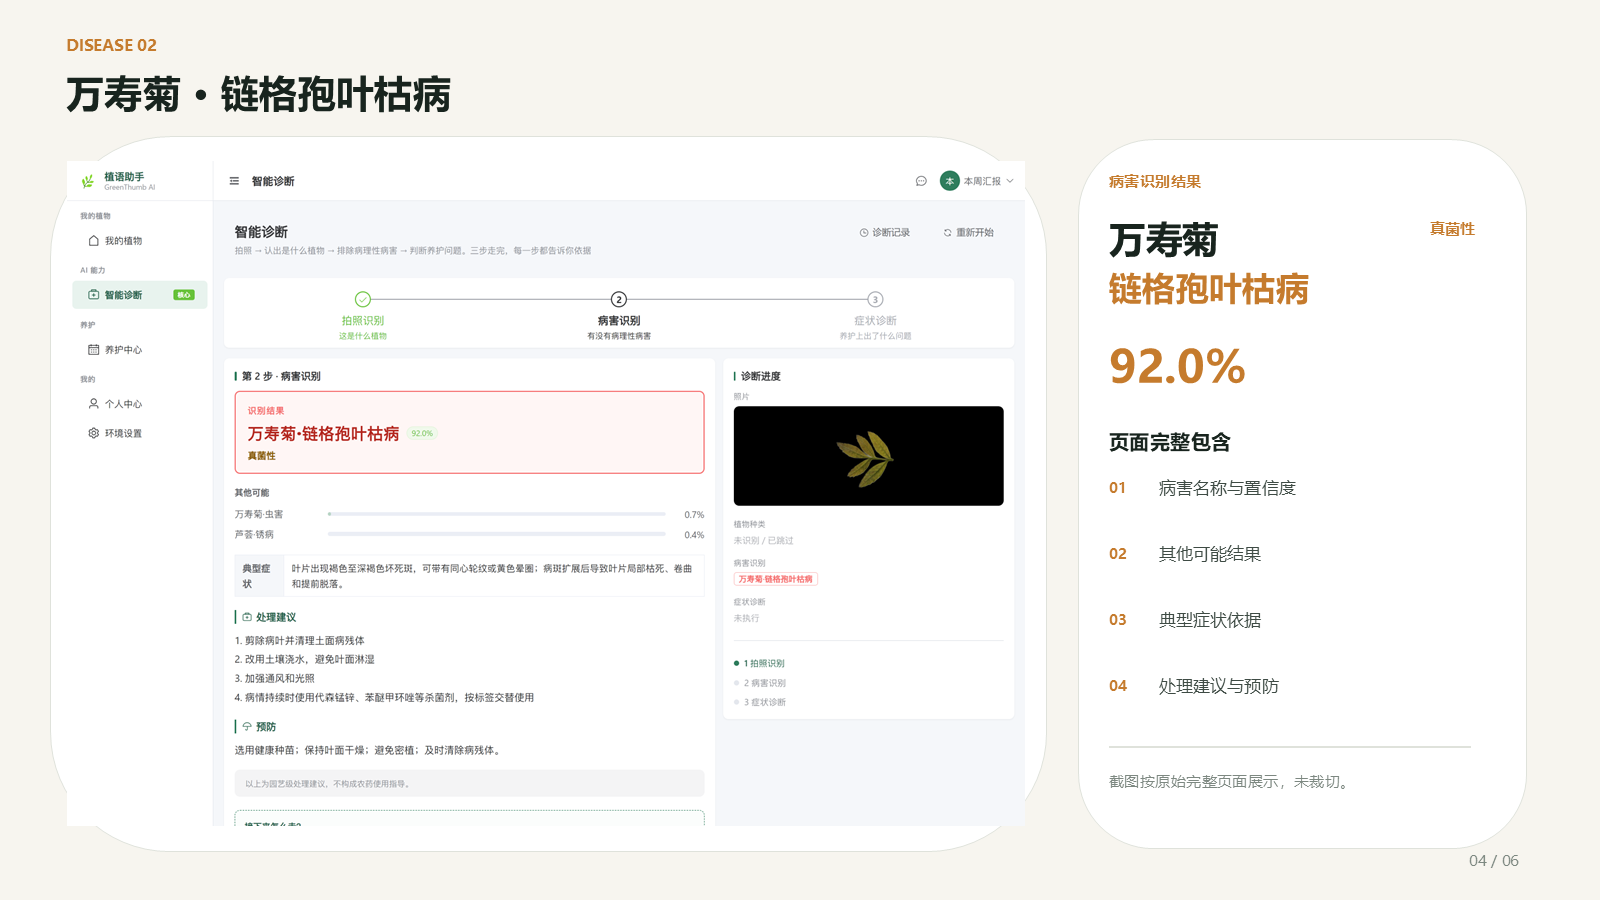 DISEASE 02
万寿菊・链格孢叶枯病
植语助手
GreenThumb AI
我的植物
我的植物
AI 能力
智能诊断
核心
养护
养护中心
我的
个人中心
环境设置
智能诊断
本
本周汇报
智能诊断
拍照 → 认出是什么植物 → 排除病理性病害 → 判断养护问题。三步走完，每一步都告诉你依据
诊断记录
重新开始
2
3
拍照识别
病害识别
症状诊断
这是什么植物
有没有病理性病害
养护上出了什么问题
第 2 步 · 病害识别
识别结果
万寿菊·链格孢叶枯病
92.0%
真菌性
其他可能
万寿菊·虫害
0.7%
芦荟·锈病
0.4%
典型症状
叶片出现褐色至深褐色坏死斑，可带有同心轮纹或黄色晕圈；病斑扩展后导致叶片局部枯死、卷曲
和提前脱落。
处理建议
1. 剪除病叶并清理土面病残体
2. 改用土壤浇水，避免叶面淋湿
3. 加强通风和光照
4. 病情持续时使用代森锰锌、苯醚甲环唑等杀菌剂，按标签交替使用
预防
选用健康种苗；保持叶面干燥；避免密植；及时清除病残体。
以上为园艺级处理建议，不构成农药使用指导。
诊断进度
照片
植物种类
未识别 / 已跳过
病害识别
万寿菊·链格孢叶枯病
症状诊断
未执行
1 拍照识别
2 病害识别
3 症状诊断
病害识别结果
万寿菊
真菌性
链格孢叶枯病
92.0%
页面完整包含
01 病害名称与置信度
02 其他可能结果
03 典型症状依据
04 处理建议与预防
截图按原始完整页面展示，未裁切。
04 / 06